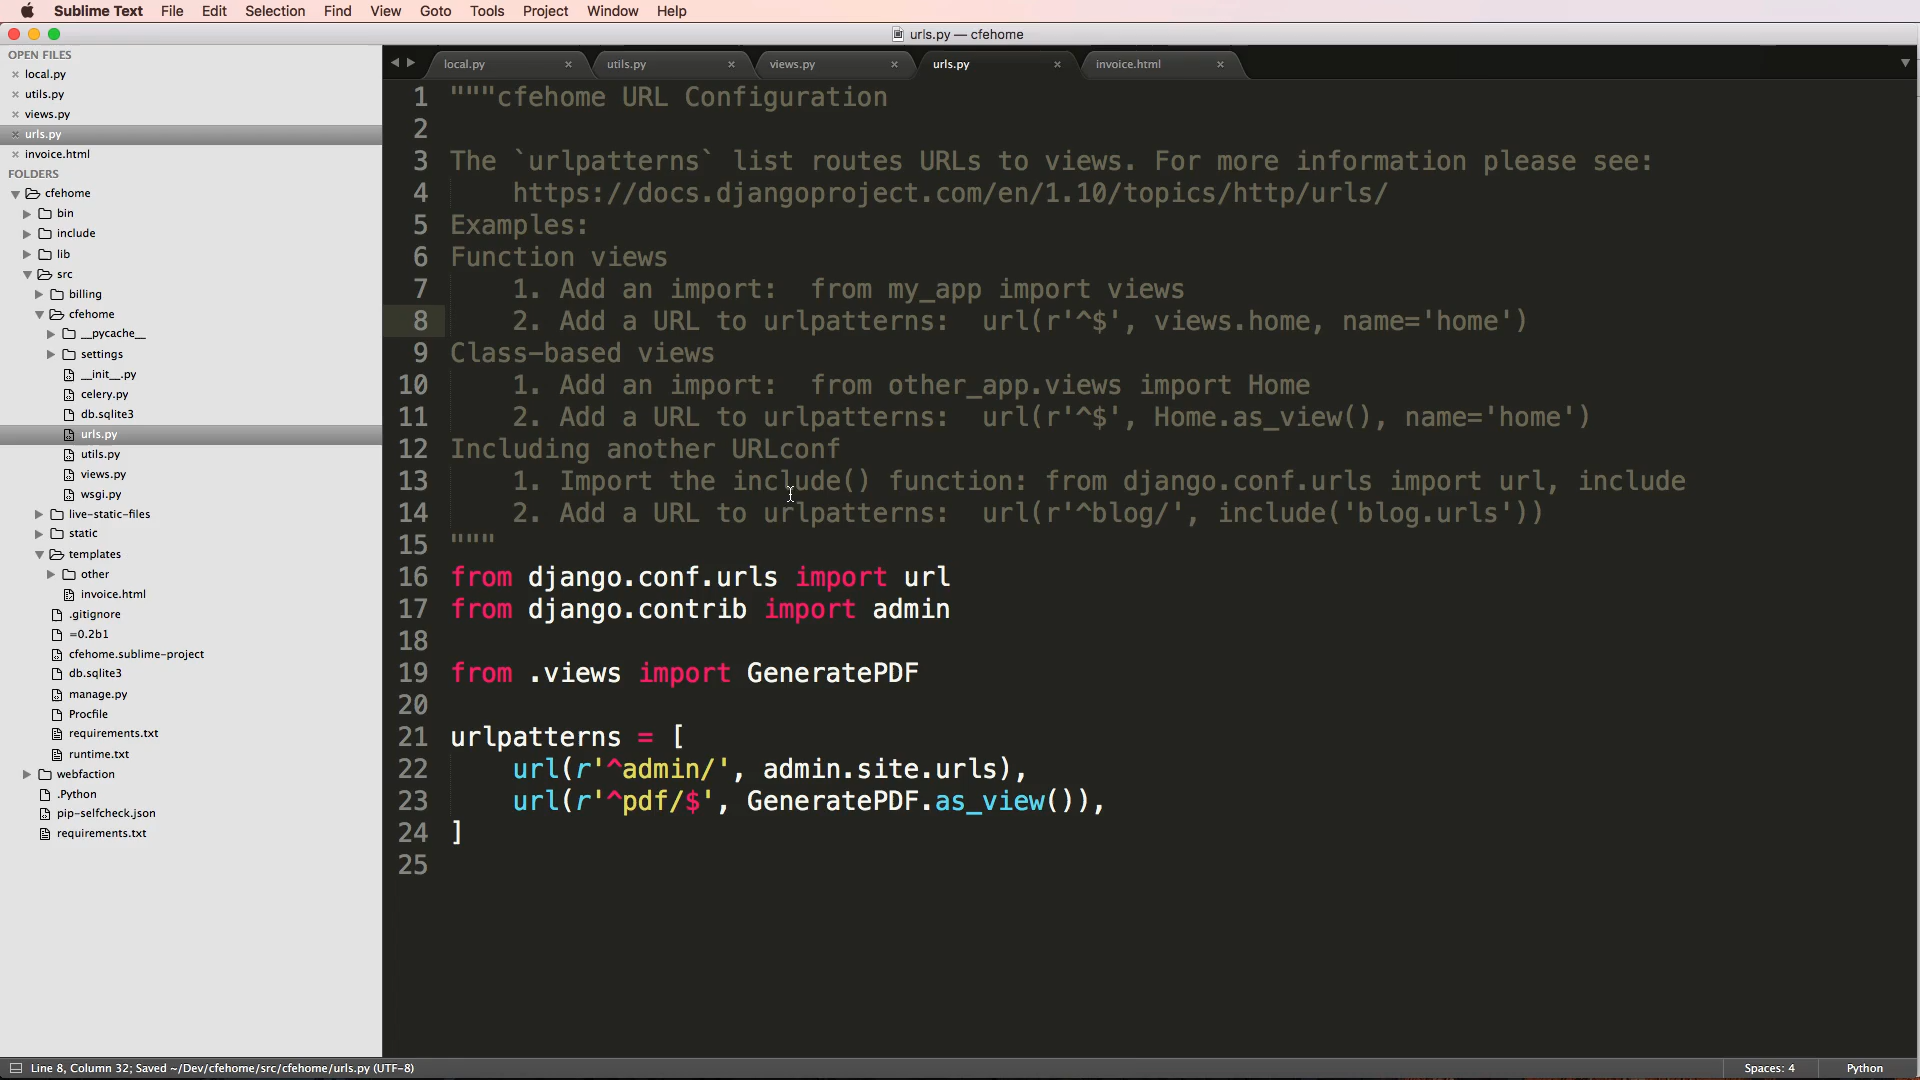 Sublime Text File Edit Selection Find View Goto Tools Project Window Help
urls.py — cfehome
OPEN FILES
local.py
utils.py
views.py
urls.py
invoice.html
FOLDERS
cfehome
bin
include
lib
src
billing
cfehome
__pycache__
settings
__init__.py
celery.py
db.sqlite3
urls.py
utils.py
views.py
wsgi.py
live-static-files
static
templates
other
invoice.html
.gitignore
=0.2b1
cfehome.sublime-project
db.sqlite3
manage.py
Procfile
requirements.txt
runtime.txt
webfaction
.Python
pip-selfcheck.json
requirements.txt
local.py utils.py views.py urls.py invoice.html
1 """cfehome URL Configuration
2
3 The `urlpatterns` list routes URLs to views. For more information please see:
4     https://docs.djangoproject.com/en/1.10/topics/http/urls/
5 Examples:
6 Function views
7     1. Add an import:  from my_app import views
8     2. Add a URL to urlpatterns:  url(r'^$', views.home, name='home')
9 Class-based views
10     1. Add an import:  from other_app.views import Home
11     2. Add a URL to urlpatterns:  url(r'^$', Home.as_view(), name='home')
12 Including another URLconf
13     1. Import the include() function: from django.conf.urls import url, include
14     2. Add a URL to urlpatterns:  url(r'^blog/', include('blog.urls'))
15 """
16 from django.conf.urls import url
17 from django.contrib import admin
18
19 from .views import GeneratePDF
20
21 urlpatterns = [
22     url(r'^admin/', admin.site.urls),
23     url(r'^pdf/$', GeneratePDF.as_view()),
24 ]
25
Line 8, Column 32; Saved ~/Dev/cfehome/src/cfehome/urls.py (UTF-8) Spaces: 4 Python